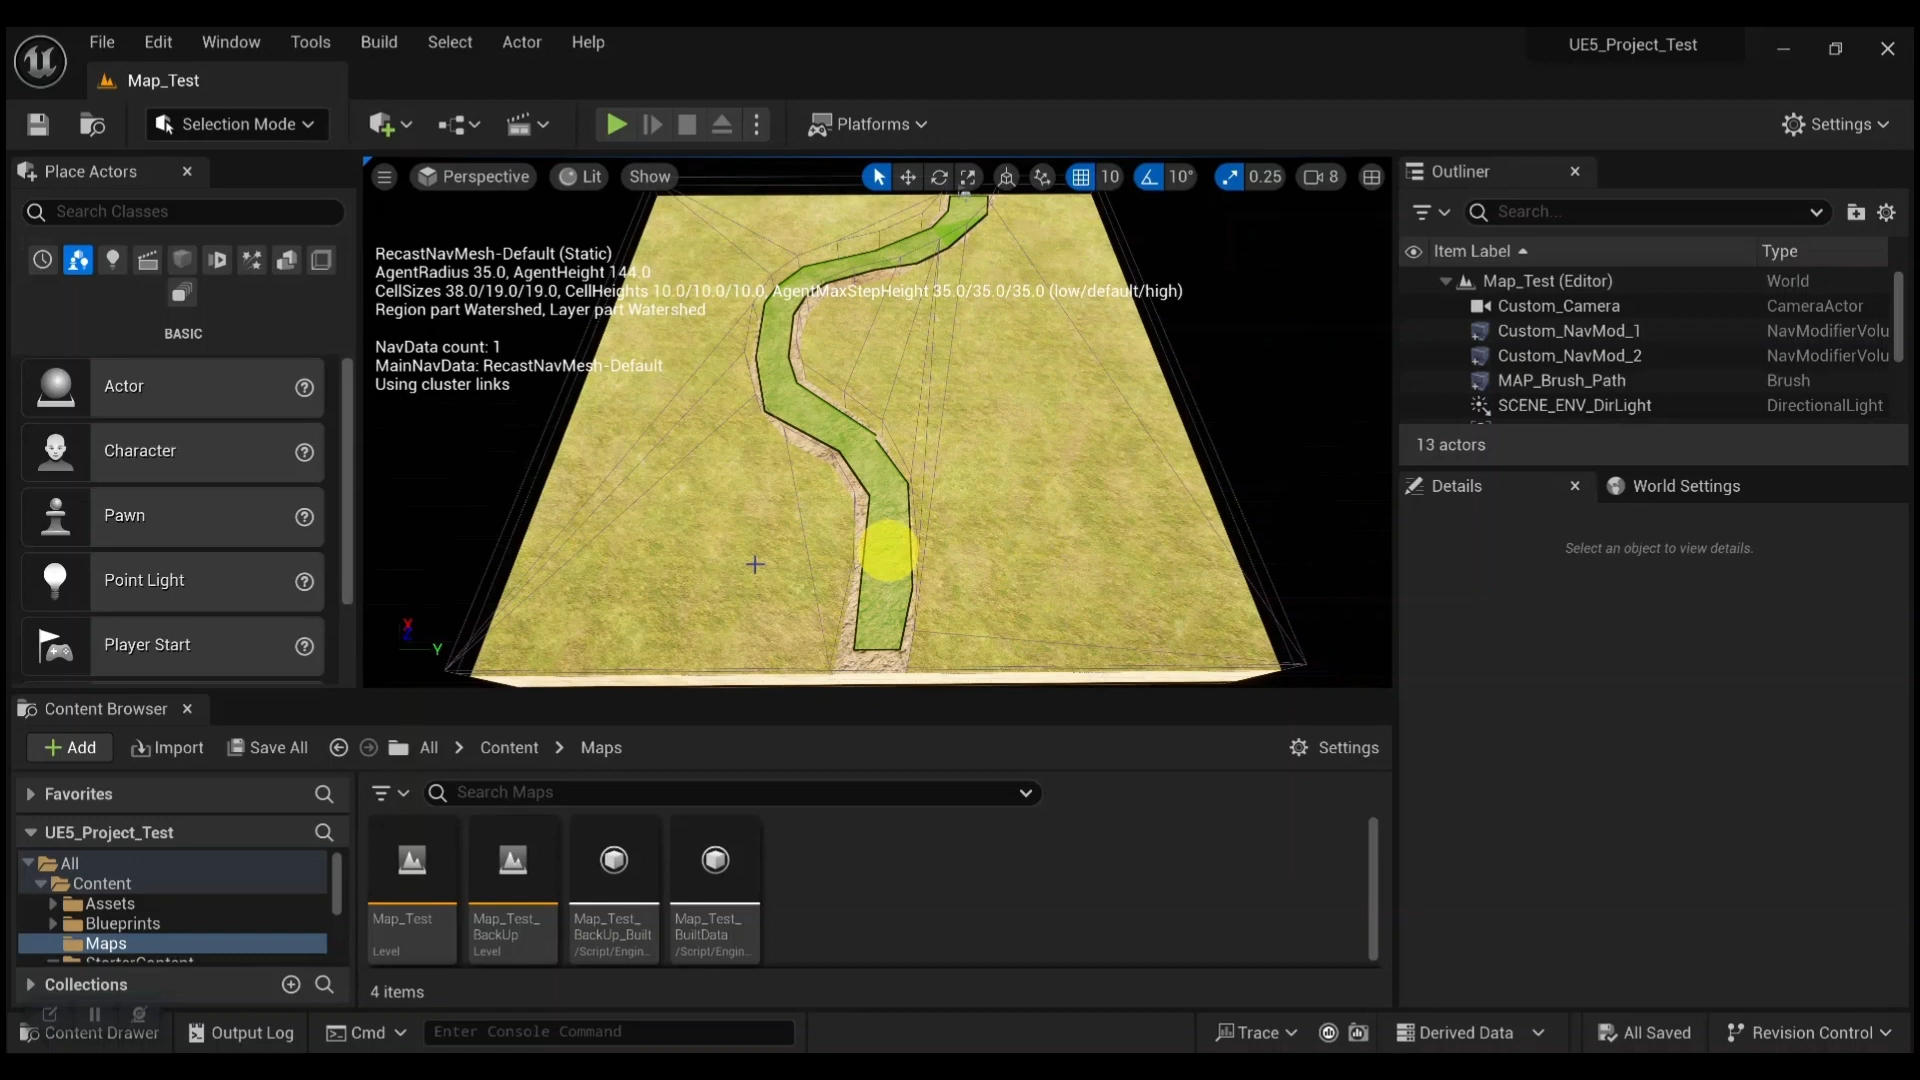 File Edit Window Tools Build Select Actor Help
UE5_Project_Test
Map_Test
Selection Mode
Platforms
Settings
Place Actors
Search Classes
BASIC
Actor
Character
Pawn
Point Light
Player Start
Perspective
Lit
Show
10
10°
0.25
8
RecastNavMesh-Default (Static)
AgentRadius 35.0, AgentHeight 144.0
CellSizes 38.0/19.0/19.0, CellHeights 10.0/10.0/10.0, AgentMaxStepHeight 35.0/35.0/35.0 (low/default/high)
Region part Watershed, Layer part Watershed
NavData count: 1
MainNavData: RecastNavMesh-Default
Using cluster links
X
Z
Y
Outliner
Search...
Item Label Type
Map_Test (Editor) World
Custom_Camera CameraActor
Custom_NavMod_1 NavModifierVolu
Custom_NavMod_2 NavModifierVolu
MAP_Brush_Path Brush
SCENE_ENV_DirLight DirectionalLight
13 actors
Details
World Settings
Select an object to view details.
Content Browser
Add
Import
Save All
All
Content
Maps
Settings
Favorites
UE5_Project_Test
All
Content
Assets
Blueprints
Maps
StarterContent
Collections
Search Maps
Map_Test
Level
Map_Test_
BackUp
Level
Map_Test_
BackUp_Built
/Script/Engin...
Map_Test_
BuiltData
/Script/Engin...
4 items
Content Drawer
Output Log
Cmd
Enter Console Command
Trace
Derived Data
All Saved
Revision Control